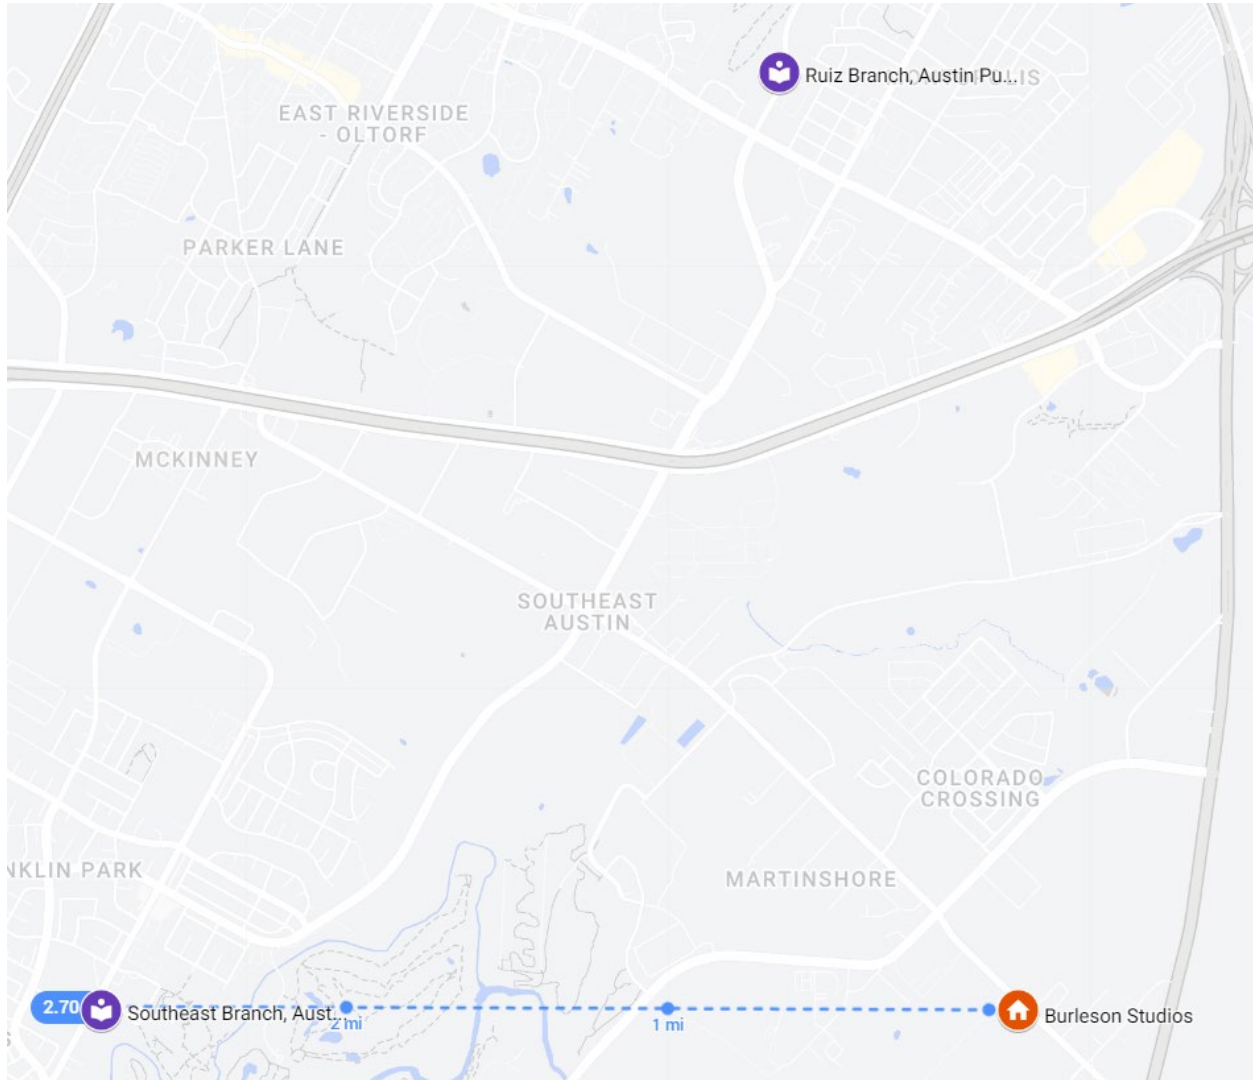 Ruiz Branch, Austin Pu...
EAST RIVERSIDE
- OLTORF
PARKER LANE
MCKINNEY
SOUTHEAST
AUSTIN
COLORADO
CROSSING
NKLIN PARK
MARTINSHORE
2.70
Southeast Branch, Aust...
2 mi
1 mi
Burleson Studios